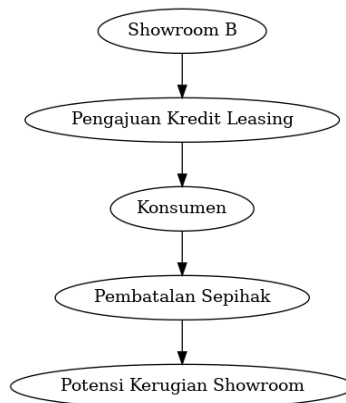 Showroom B
Pengajuan Kredit Leasing
Konsumen
Pembatalan Sepihak
Potensi Kerugian Showroom